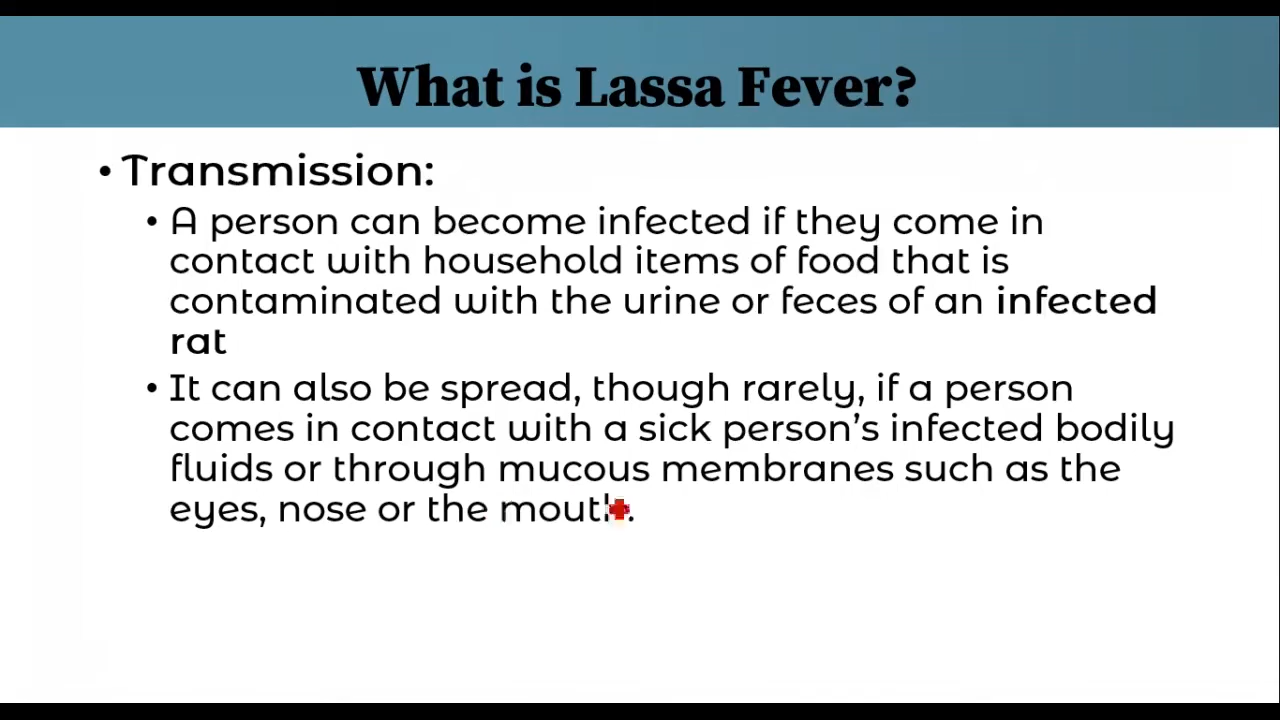 What is Lassa Fever?
• Transmission:
• A person can become infected if they come in
contact with household items of food that is
contaminated with the urine or feces of an infected
rat
• It can also be spread, though rarely, if a person
comes in contact with a sick person's infected bodily
fluids or through mucous membranes such as the
eyes, nose or the mouth.